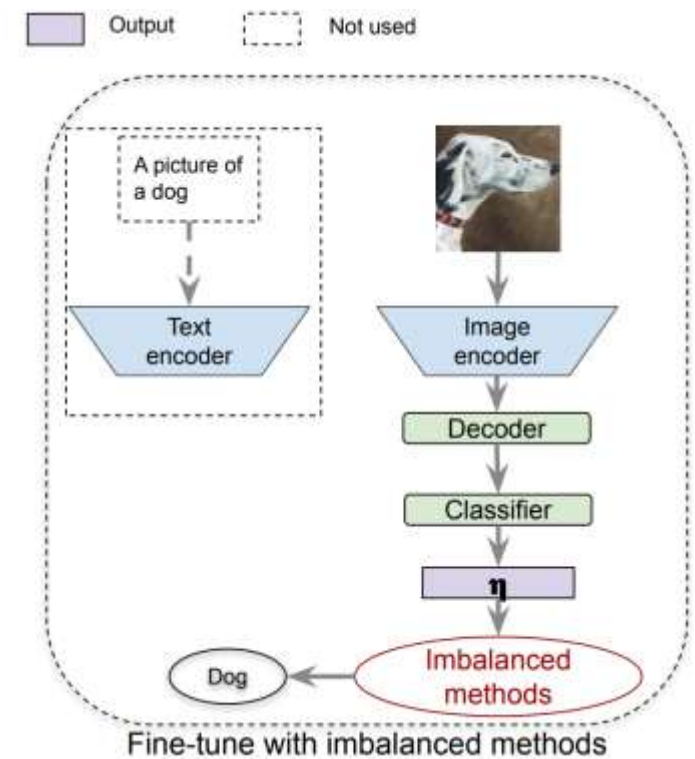 Output
Not used
A picture of
a dog
Text
encoder
Image
encoder
Decoder
Classifier
η
Imbalanced
methods
Dog
Fine-tune with imbalanced methods